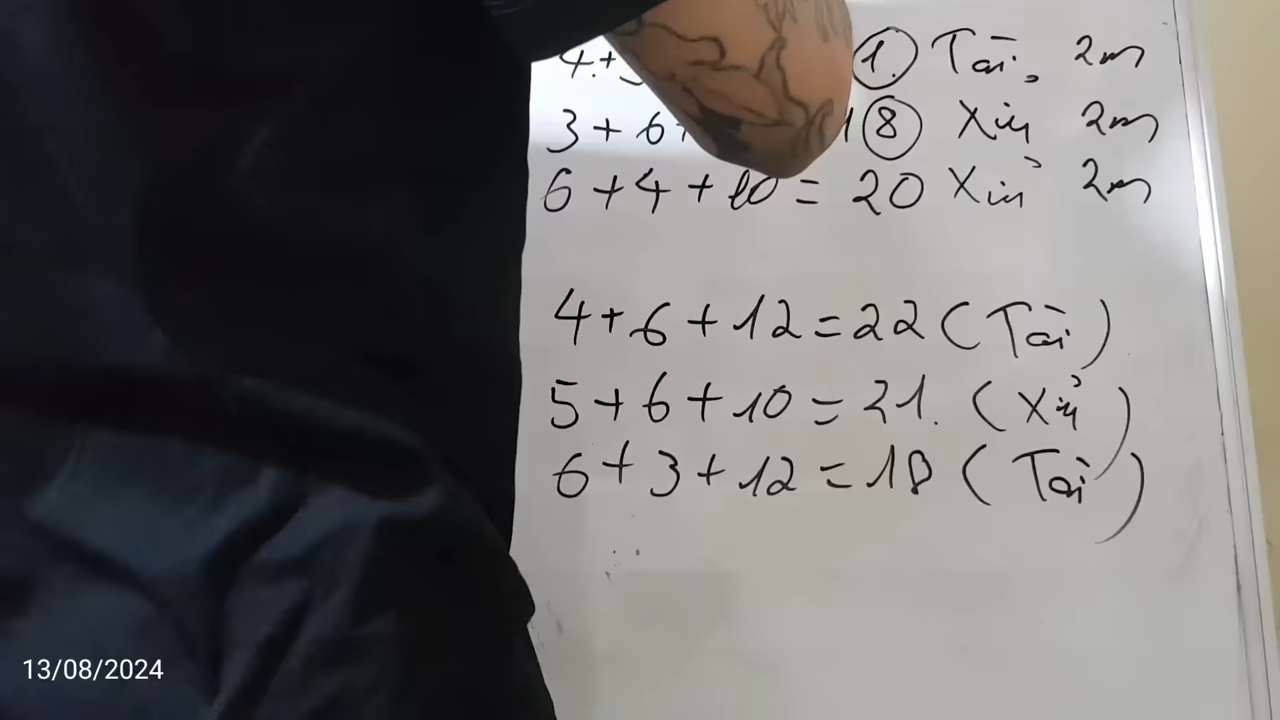 4+ 1. Tài. 2m
3+6+ 1 8 Xỉu 2m
6+4+10= 20 Xỉu 2m
4+6+12=22 (Tài)
5+6+10=21. (Xỉu)
6+3+12=18 (Tài)
13/08/2024